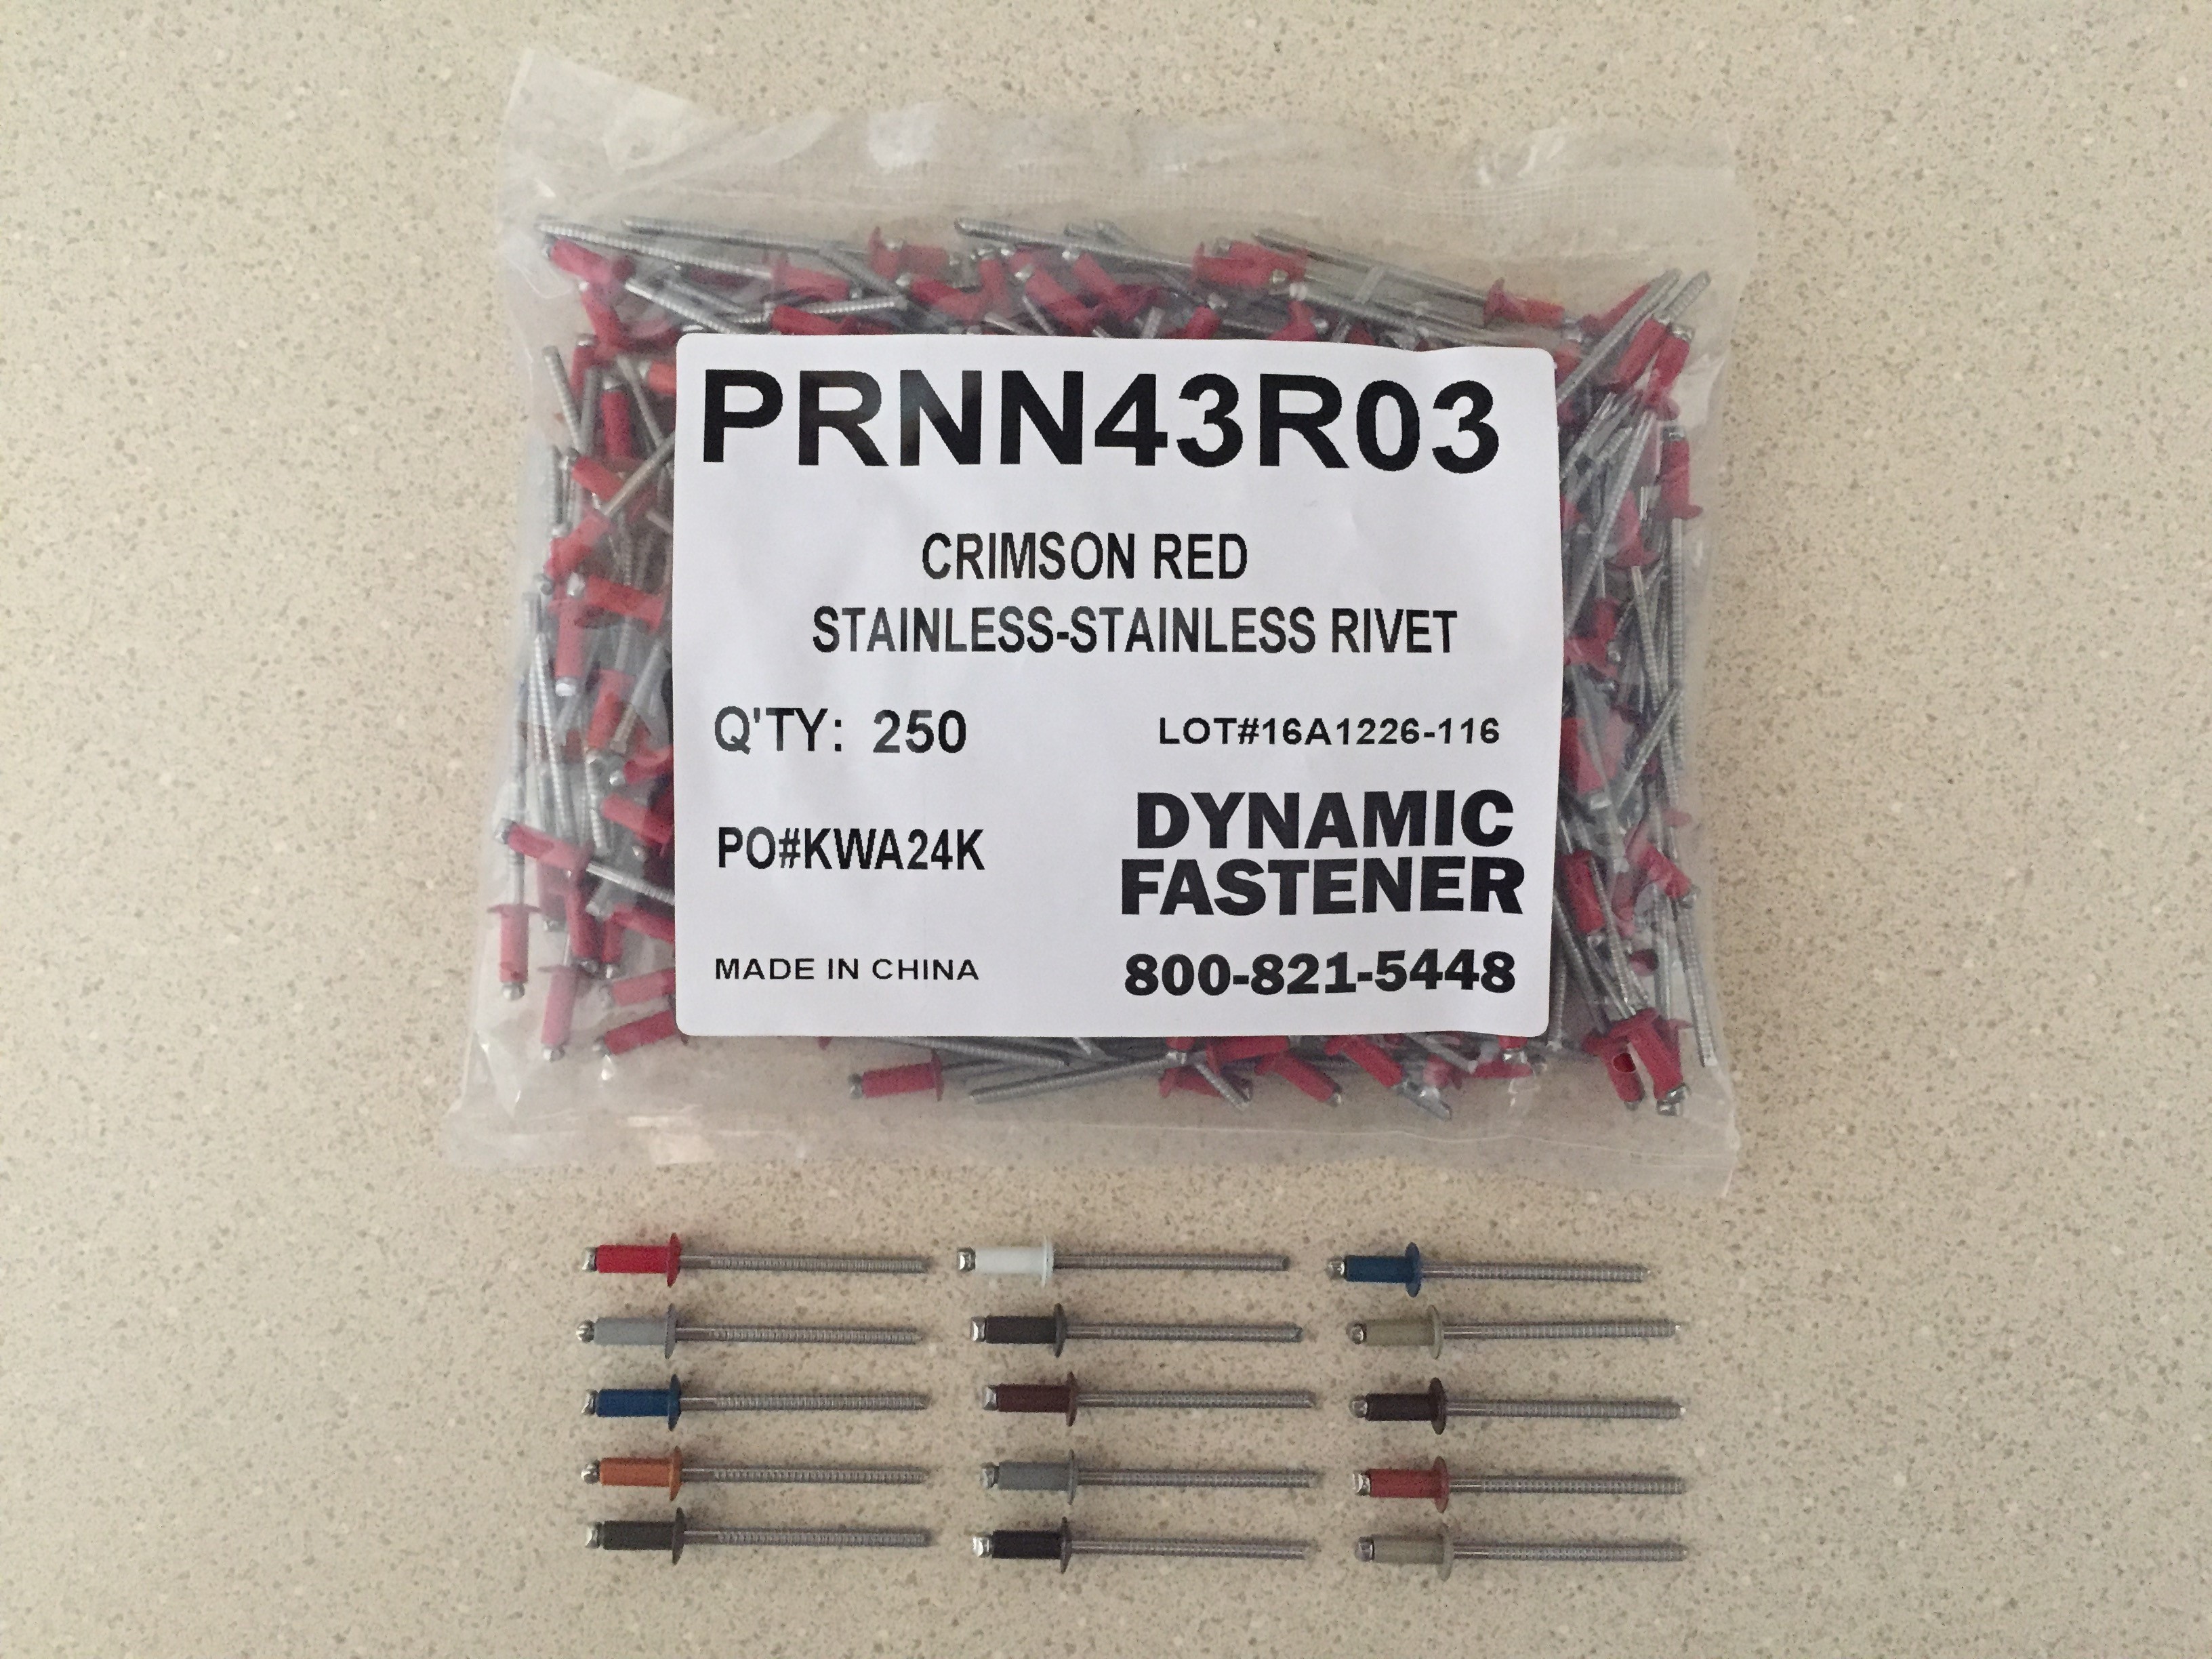 PRNN43R03
CRIMSON RED
STAINLESS-STAINLESS RIVET
Q'TY: 250
LOT#16A1226-116
PO#KWA24K
DYNAMIC
FASTENER
MADE IN CHINA
800-821-5448